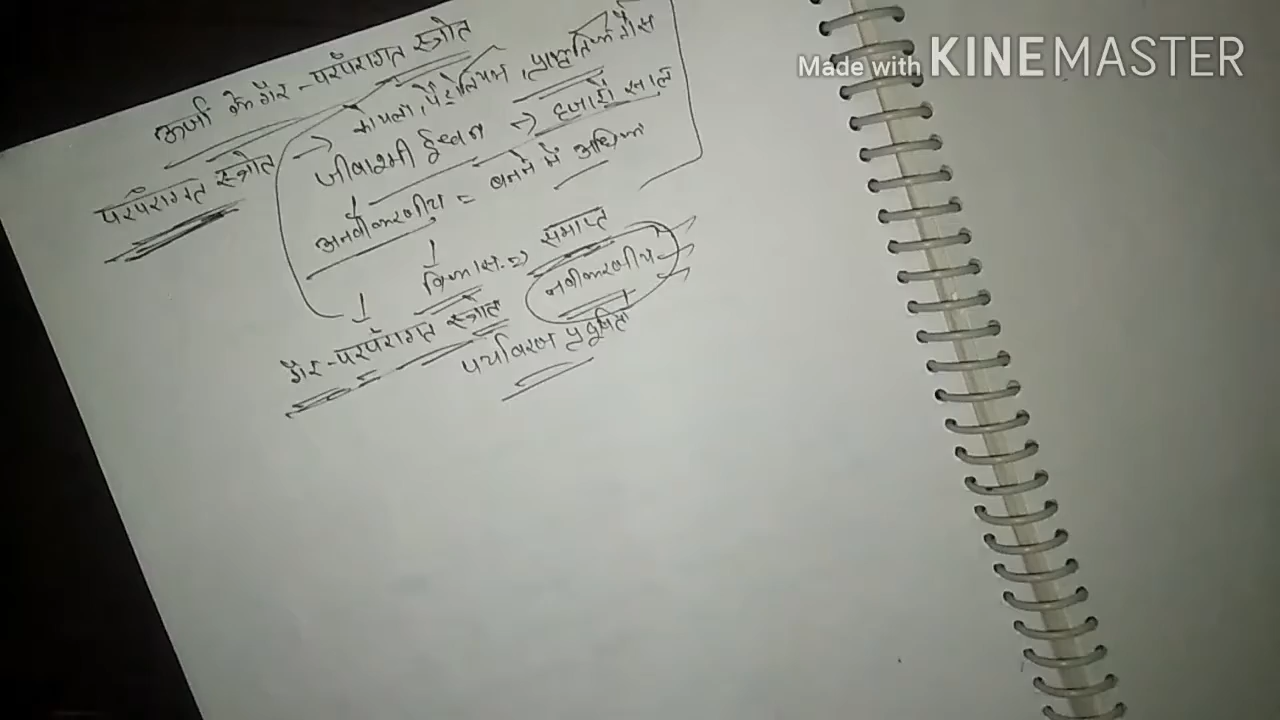 ऊर्जा के गैर-परंपरागत स्त्रोत
परंपरागत स्त्रोत
→ कोयला, पेट्रोलियम, प्राकृतिक गैस
जीवाश्मी ईंधन → हजारों साल
अनवीकरणीय = बनने में अधिक
विकास → समाप्त
नवीकरणीय
गैर-परंपरागत स्त्रोत
पर्यावरण प्रदूषित
Made with KINEMASTER